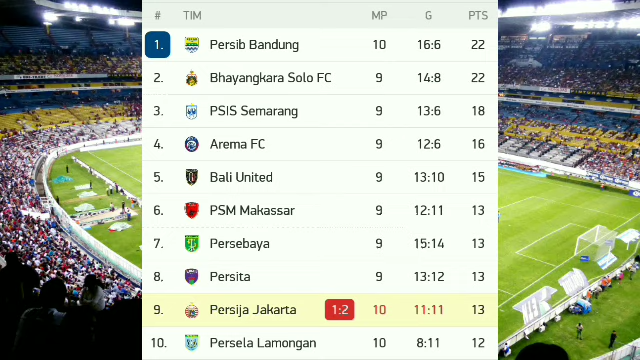 # TIM MP G PTS
1. Persib Bandung 10 16:6 22
2. Bhayangkara Solo FC 9 14:8 22
3. PSIS Semarang 9 13:6 18
4. Arema FC 9 12:6 16
5. Bali United 9 13:10 15
6. PSM Makassar 9 12:11 13
7. Persebaya 9 15:14 13
8. Persita 9 13:12 13
9. Persija Jakarta 1:2 10 11:11 13
10. Persela Lamongan 10 8:11 12